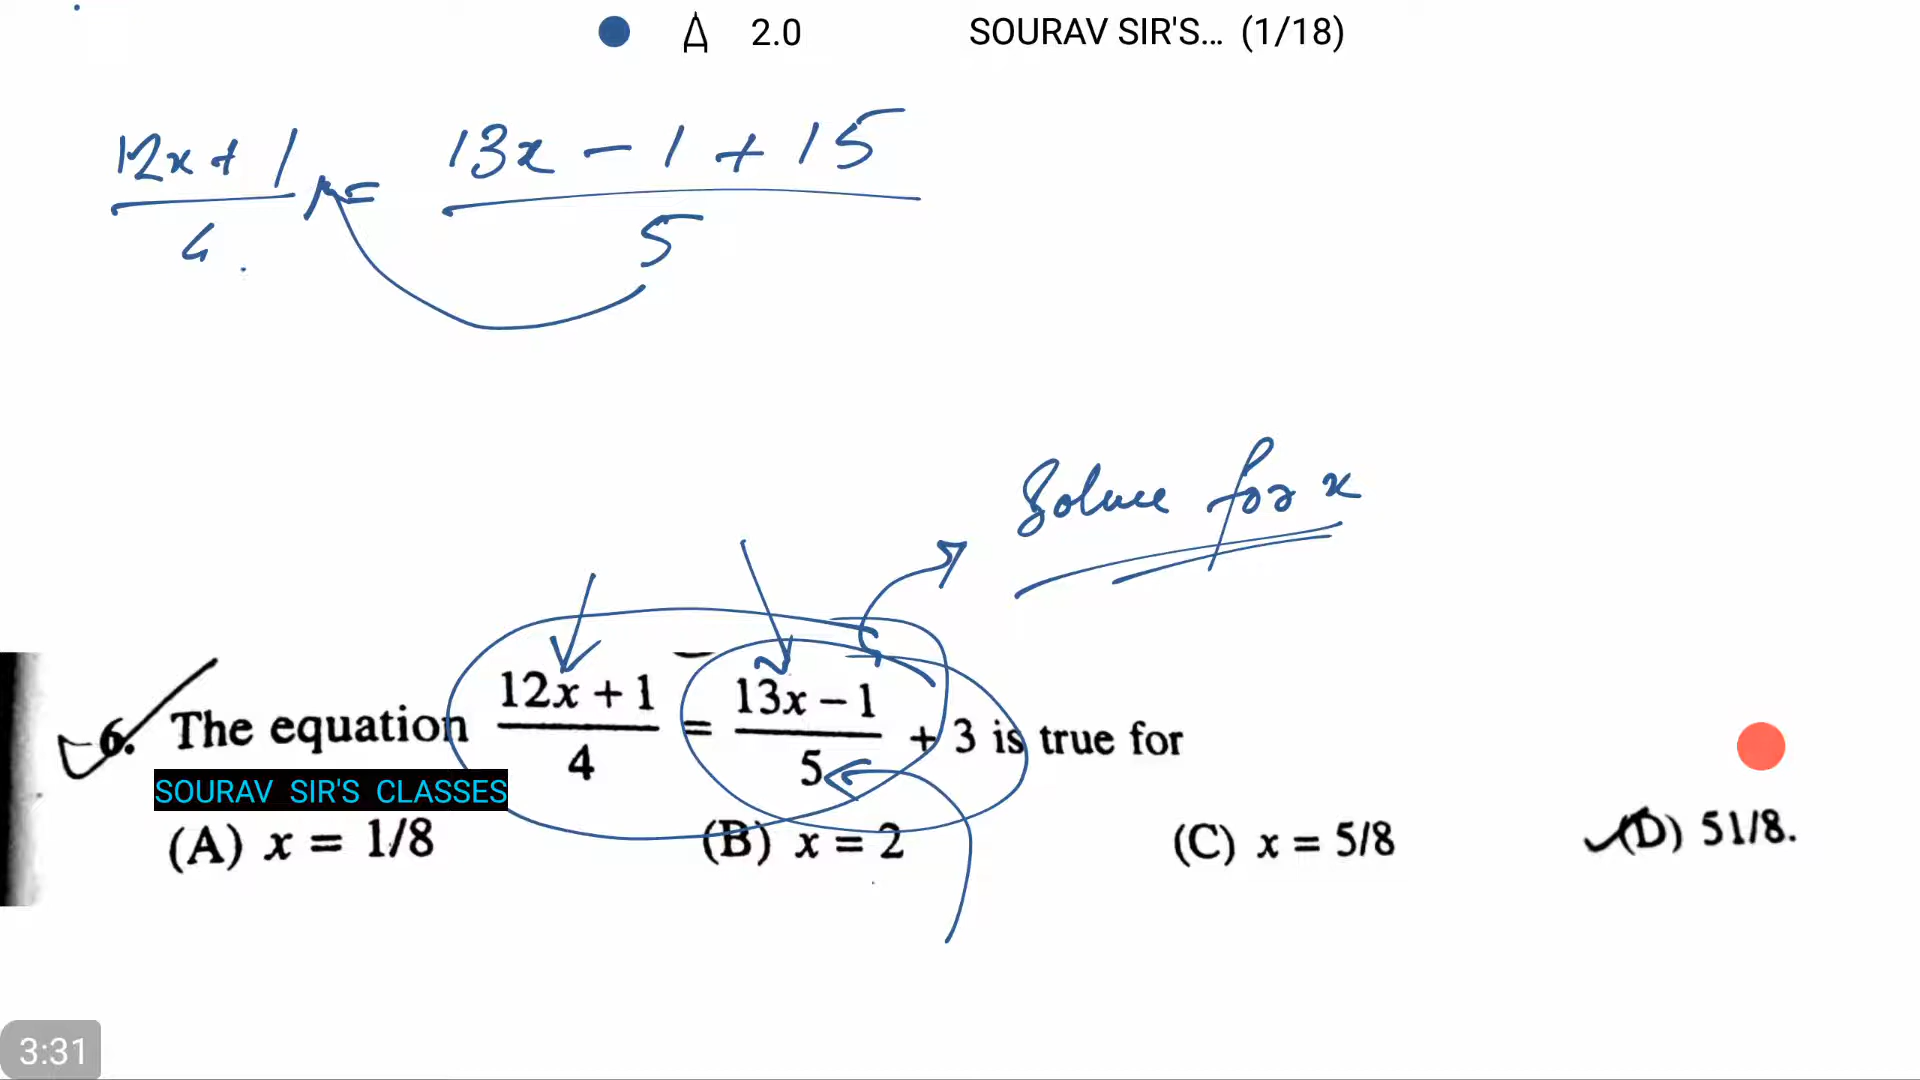 2.0 SOURAV SIR'S... (1/18)
12x + 1 / 4 = 13x - 1 + 15 / 5
Solve for x
6. The equation 12x + 1 / 4 = 13x – 1 / 5 + 3 is true for
SOURAV SIR'S CLASSES
(A) x = 1/8 (B) x = 2 (C) x = 5/8 (D) 51/8.
3:31